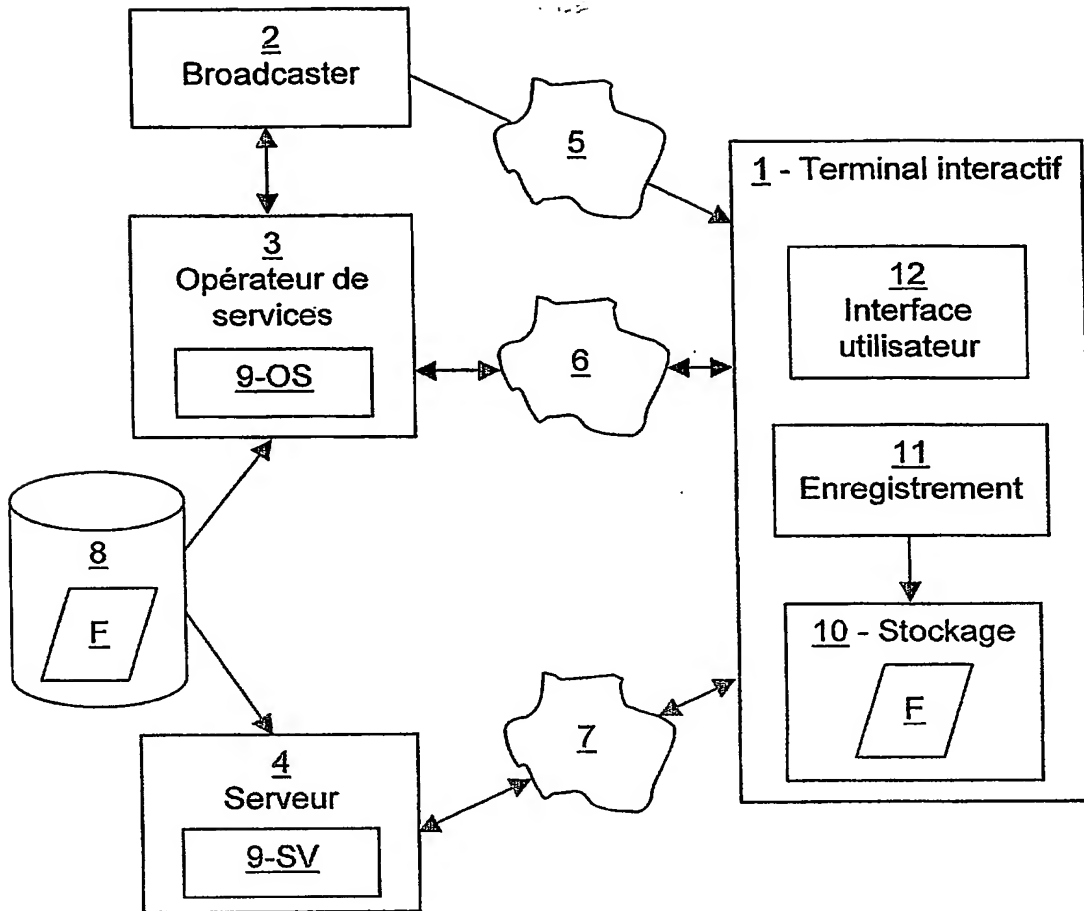 2
Broadcaster
5
1 - Terminal interactif
3
Opérateur de
services
9-OS
6
12
Interface
utilisateur
11
Enregistrement
8
F
10 - Stockage
F
7
4
Serveur
9-SV